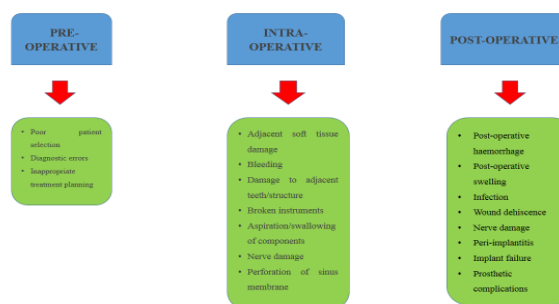 PRE-
OPERATIVE
• Poor patient
selection
• Diagnostic errors
• Inappropriate
treatment planning
INTRA-
OPERATIVE
• Adjacent soft tissue
damage
• Bleeding
• Damage to adjacent
teeth/structure
• Broken instruments
• Aspiration/swallowing
of components
• Nerve damage
• Perforation of sinus
membrane
POST-OPERATIVE
• Post-operative
haemorrhage
• Post-operative
swelling
• Infection
• Wound dehiscence
• Nerve damage
• Peri-implantitis
• Implant failure
• Prosthetic
complications